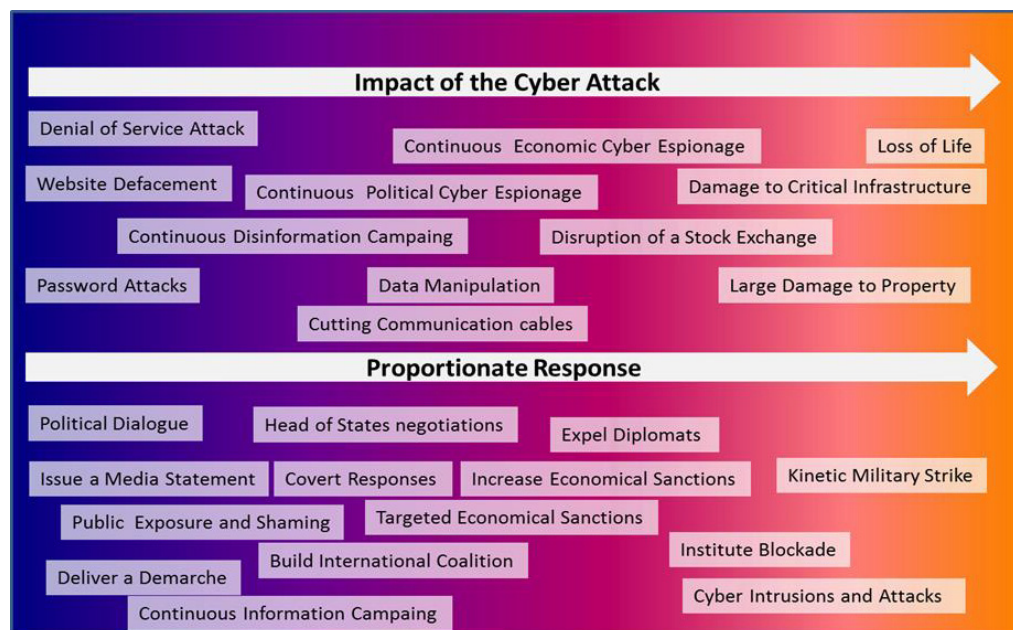 Impact of the Cyber Attack
Denial of Service Attack
Continuous Economic Cyber Espionage
Loss of Life
Website Defacement
Continuous Political Cyber Espionage
Damage to Critical Infrastructure
Continuous Disinformation Campaing
Disruption of a Stock Exchange
Password Attacks
Data Manipulation
Large Damage to Property
Cutting Communication cables
Proportionate Response
Political Dialogue
Head of States negotiations
Expel Diplomats
Issue a Media Statement
Covert Responses
Increase Economical Sanctions
Kinetic Military Strike
Public Exposure and Shaming
Targeted Economical Sanctions
Build International Coalition
Institute Blockade
Deliver a Demarche
Cyber Intrusions and Attacks
Continuous Information Campaing